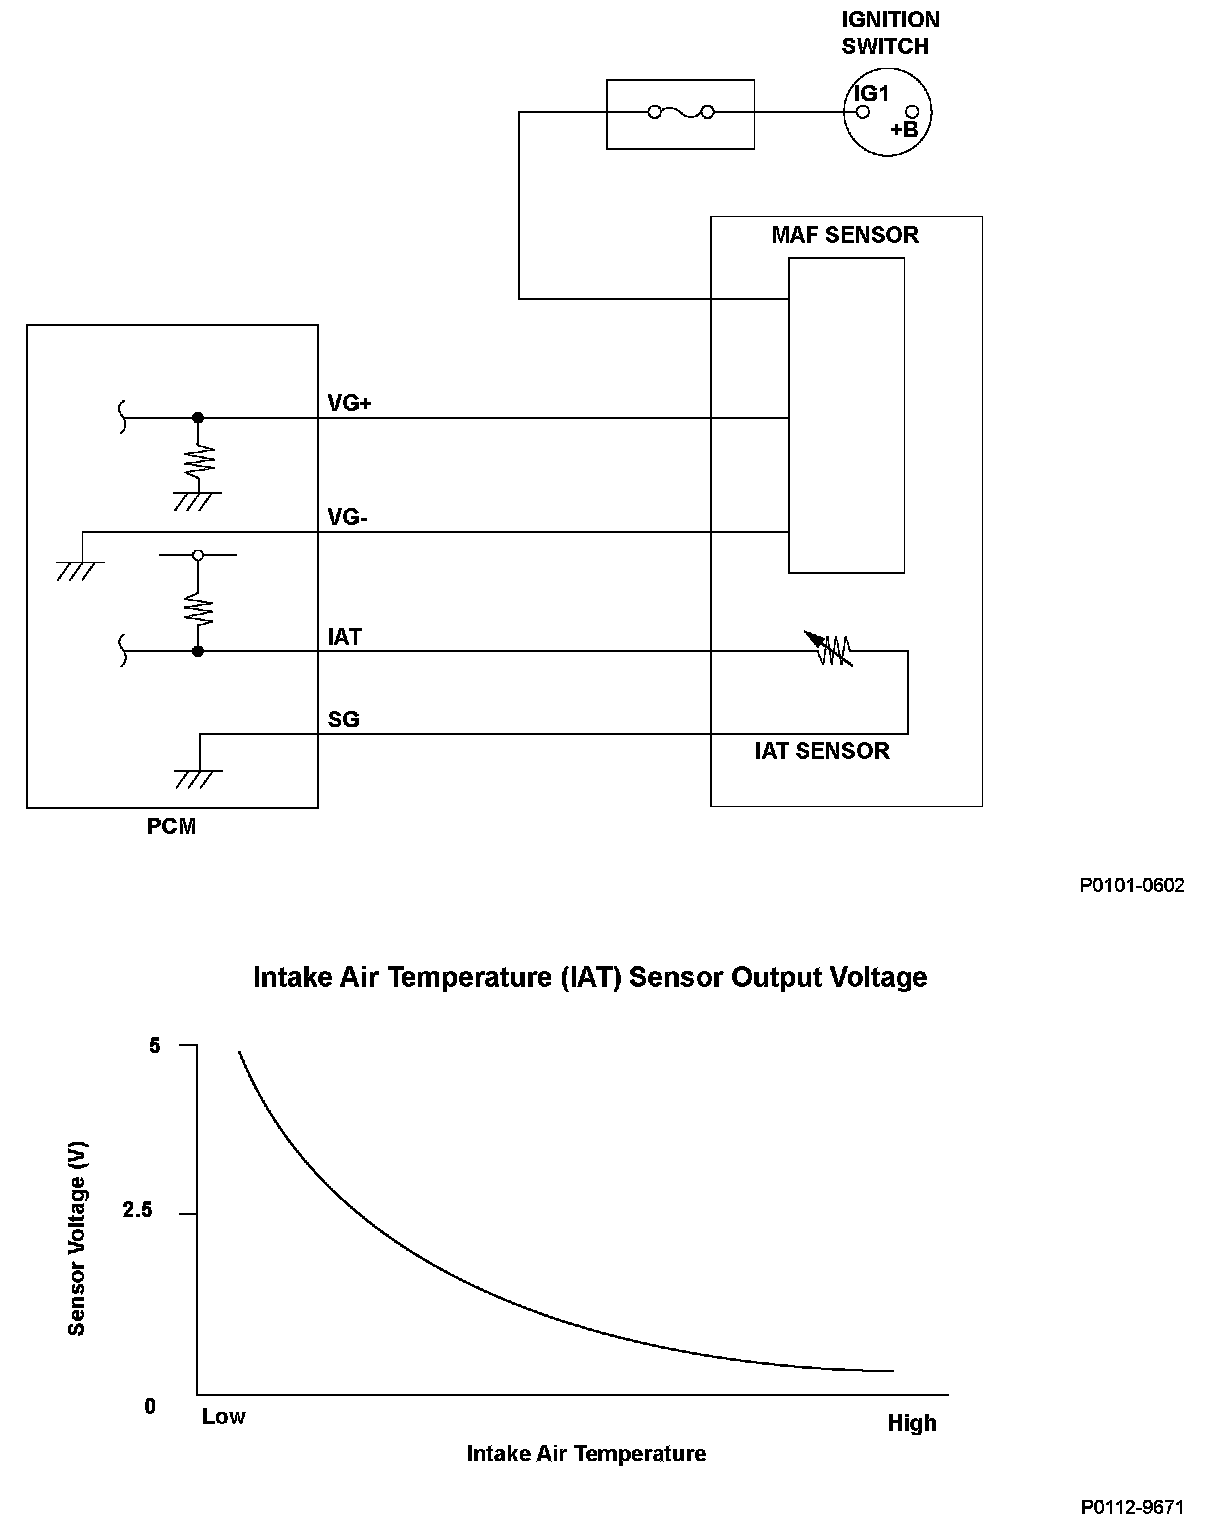 IGNITION
SWITCH
IG1
+B
MAF SENSOR
VG+
VG-
IAT
SG
IAT SENSOR
PCM
P0101-0602
Intake Air Temperature (IAT) Sensor Output Voltage
5
2.5
0
Sensor Voltage (V)
Low
High
Intake Air Temperature
P0112-9671